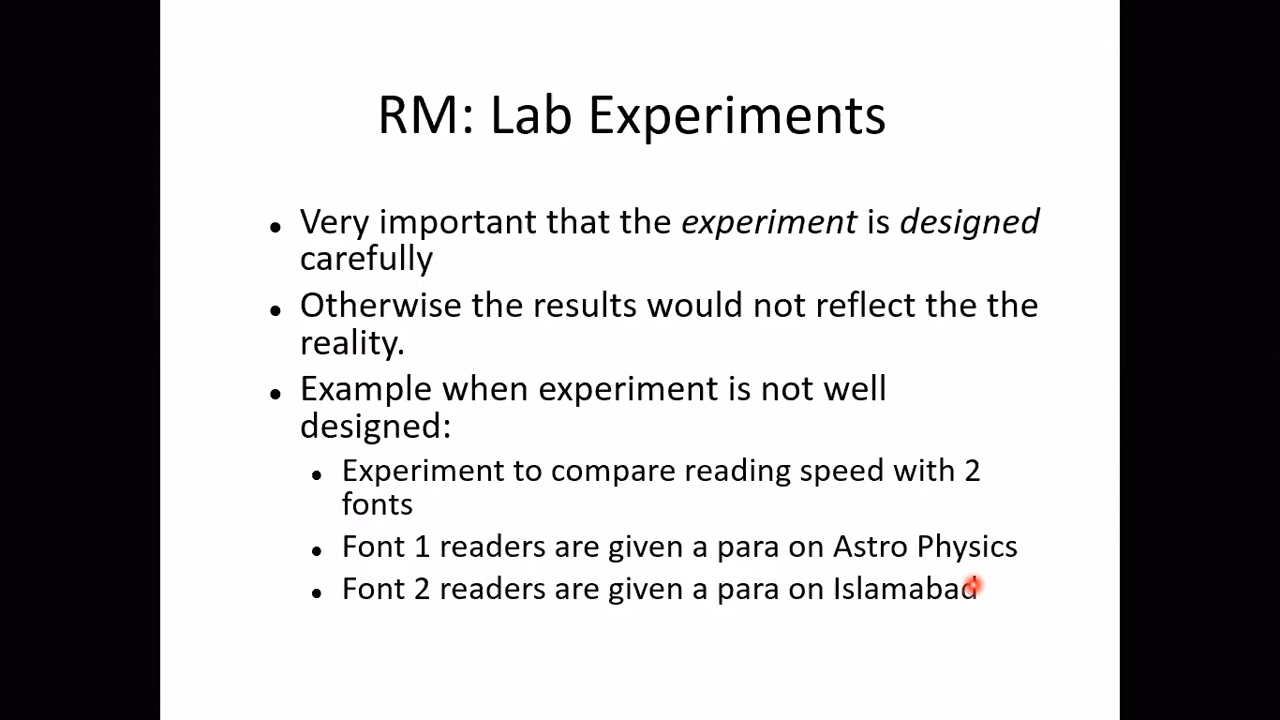 RM: Lab Experiments
Very important that the experiment is designed
carefully
Otherwise the results would not reflect the the
reality.
Example when experiment is not well
designed:
Experiment to compare reading speed with 2
fonts
Font 1 readers are given a para on Astro Physics
Font 2 readers are given a para on Islamabad